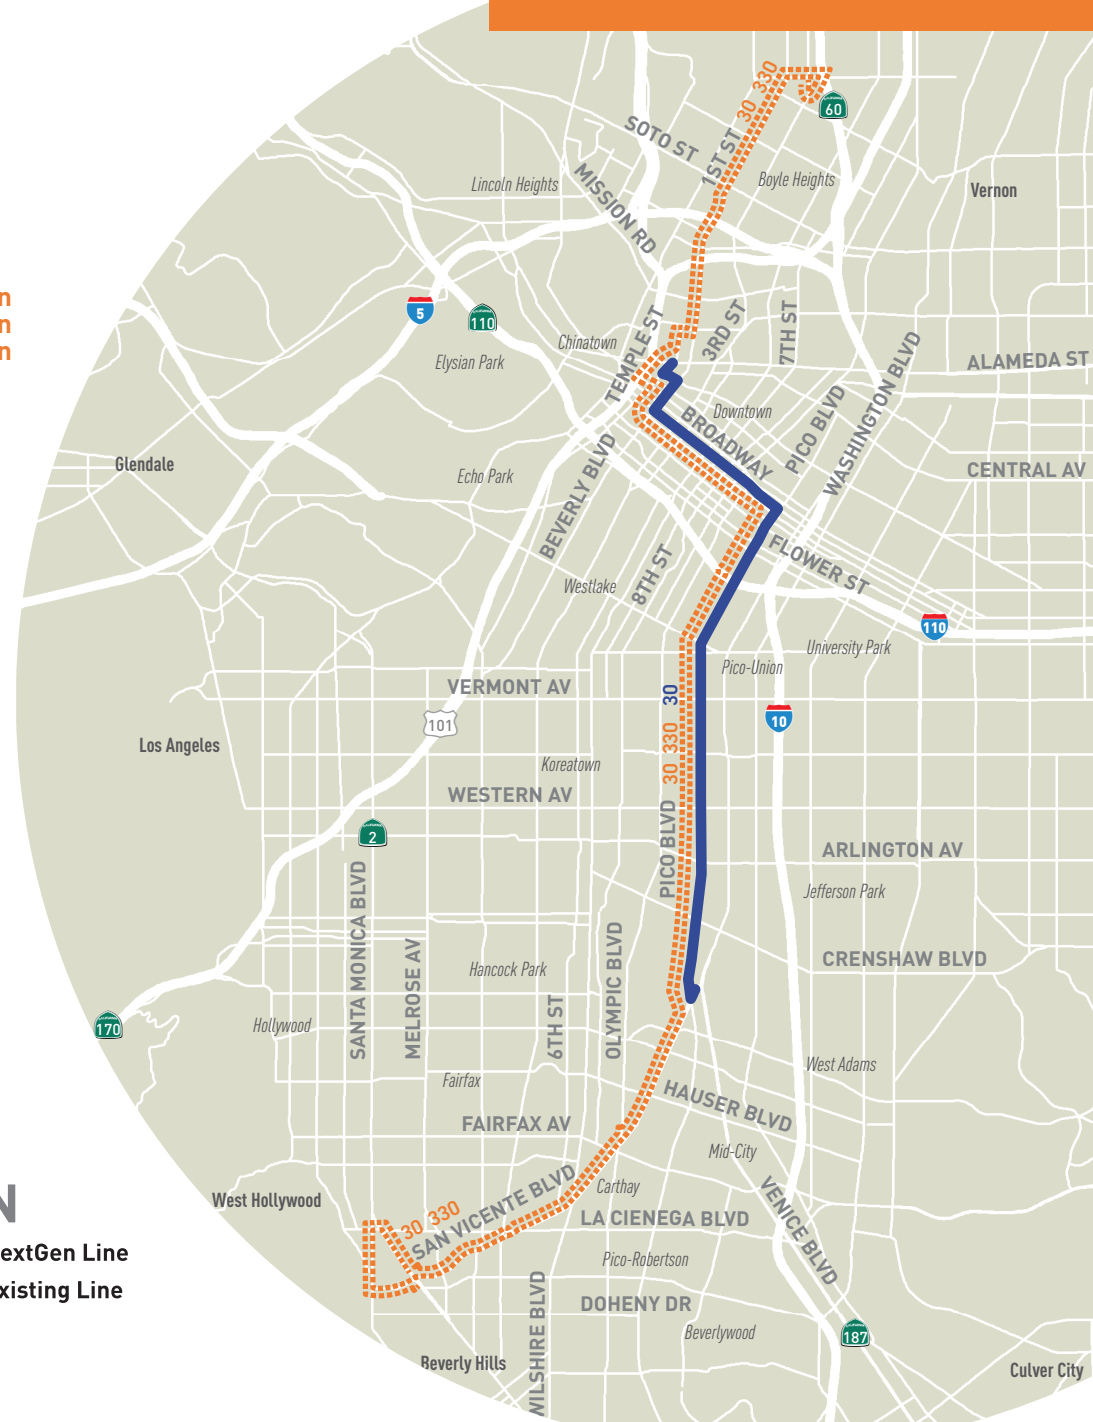 330
30
60
SOTO ST
1ST ST
Boyle Heights
Lincoln Heights
Vernon
MISSION RD
n
n
n
5
110
3RD ST
7TH ST
TEMPLE ST
Chinatown
Elysian Park
ALAMEDA ST
WASHINGTON BLVD
Downtown
BROADWAY
PICO BLVD
Glendale
Echo Park
BEVERLY BLVD
CENTRAL AV
FLOWER ST
8TH ST
Westlake
110
University Park
Pico-Union
VERMONT AV
30
101
10
30 330
Los Angeles
Koreatown
WESTERN AV
2
PICO BLVD
ARLINGTON AV
Jefferson Park
SANTA MONICA BLVD
MELROSE AV
Hancock Park
6TH ST
OLYMPIC BLVD
CRENSHAW BLVD
170
Hollywood
West Adams
Fairfax
HAUSER BLVD
FAIRFAX AV
Mid-City
Carthay
West Hollywood
N
30 330
SAN VICENTE BLVD
LA CIENEGA BLVD
VENICE BLVD
extGen Line
Pico-Robertson
xisting Line
DOHENY DR
WILSHIRE BLVD
Beverlywood
187
Beverly Hills
Culver City